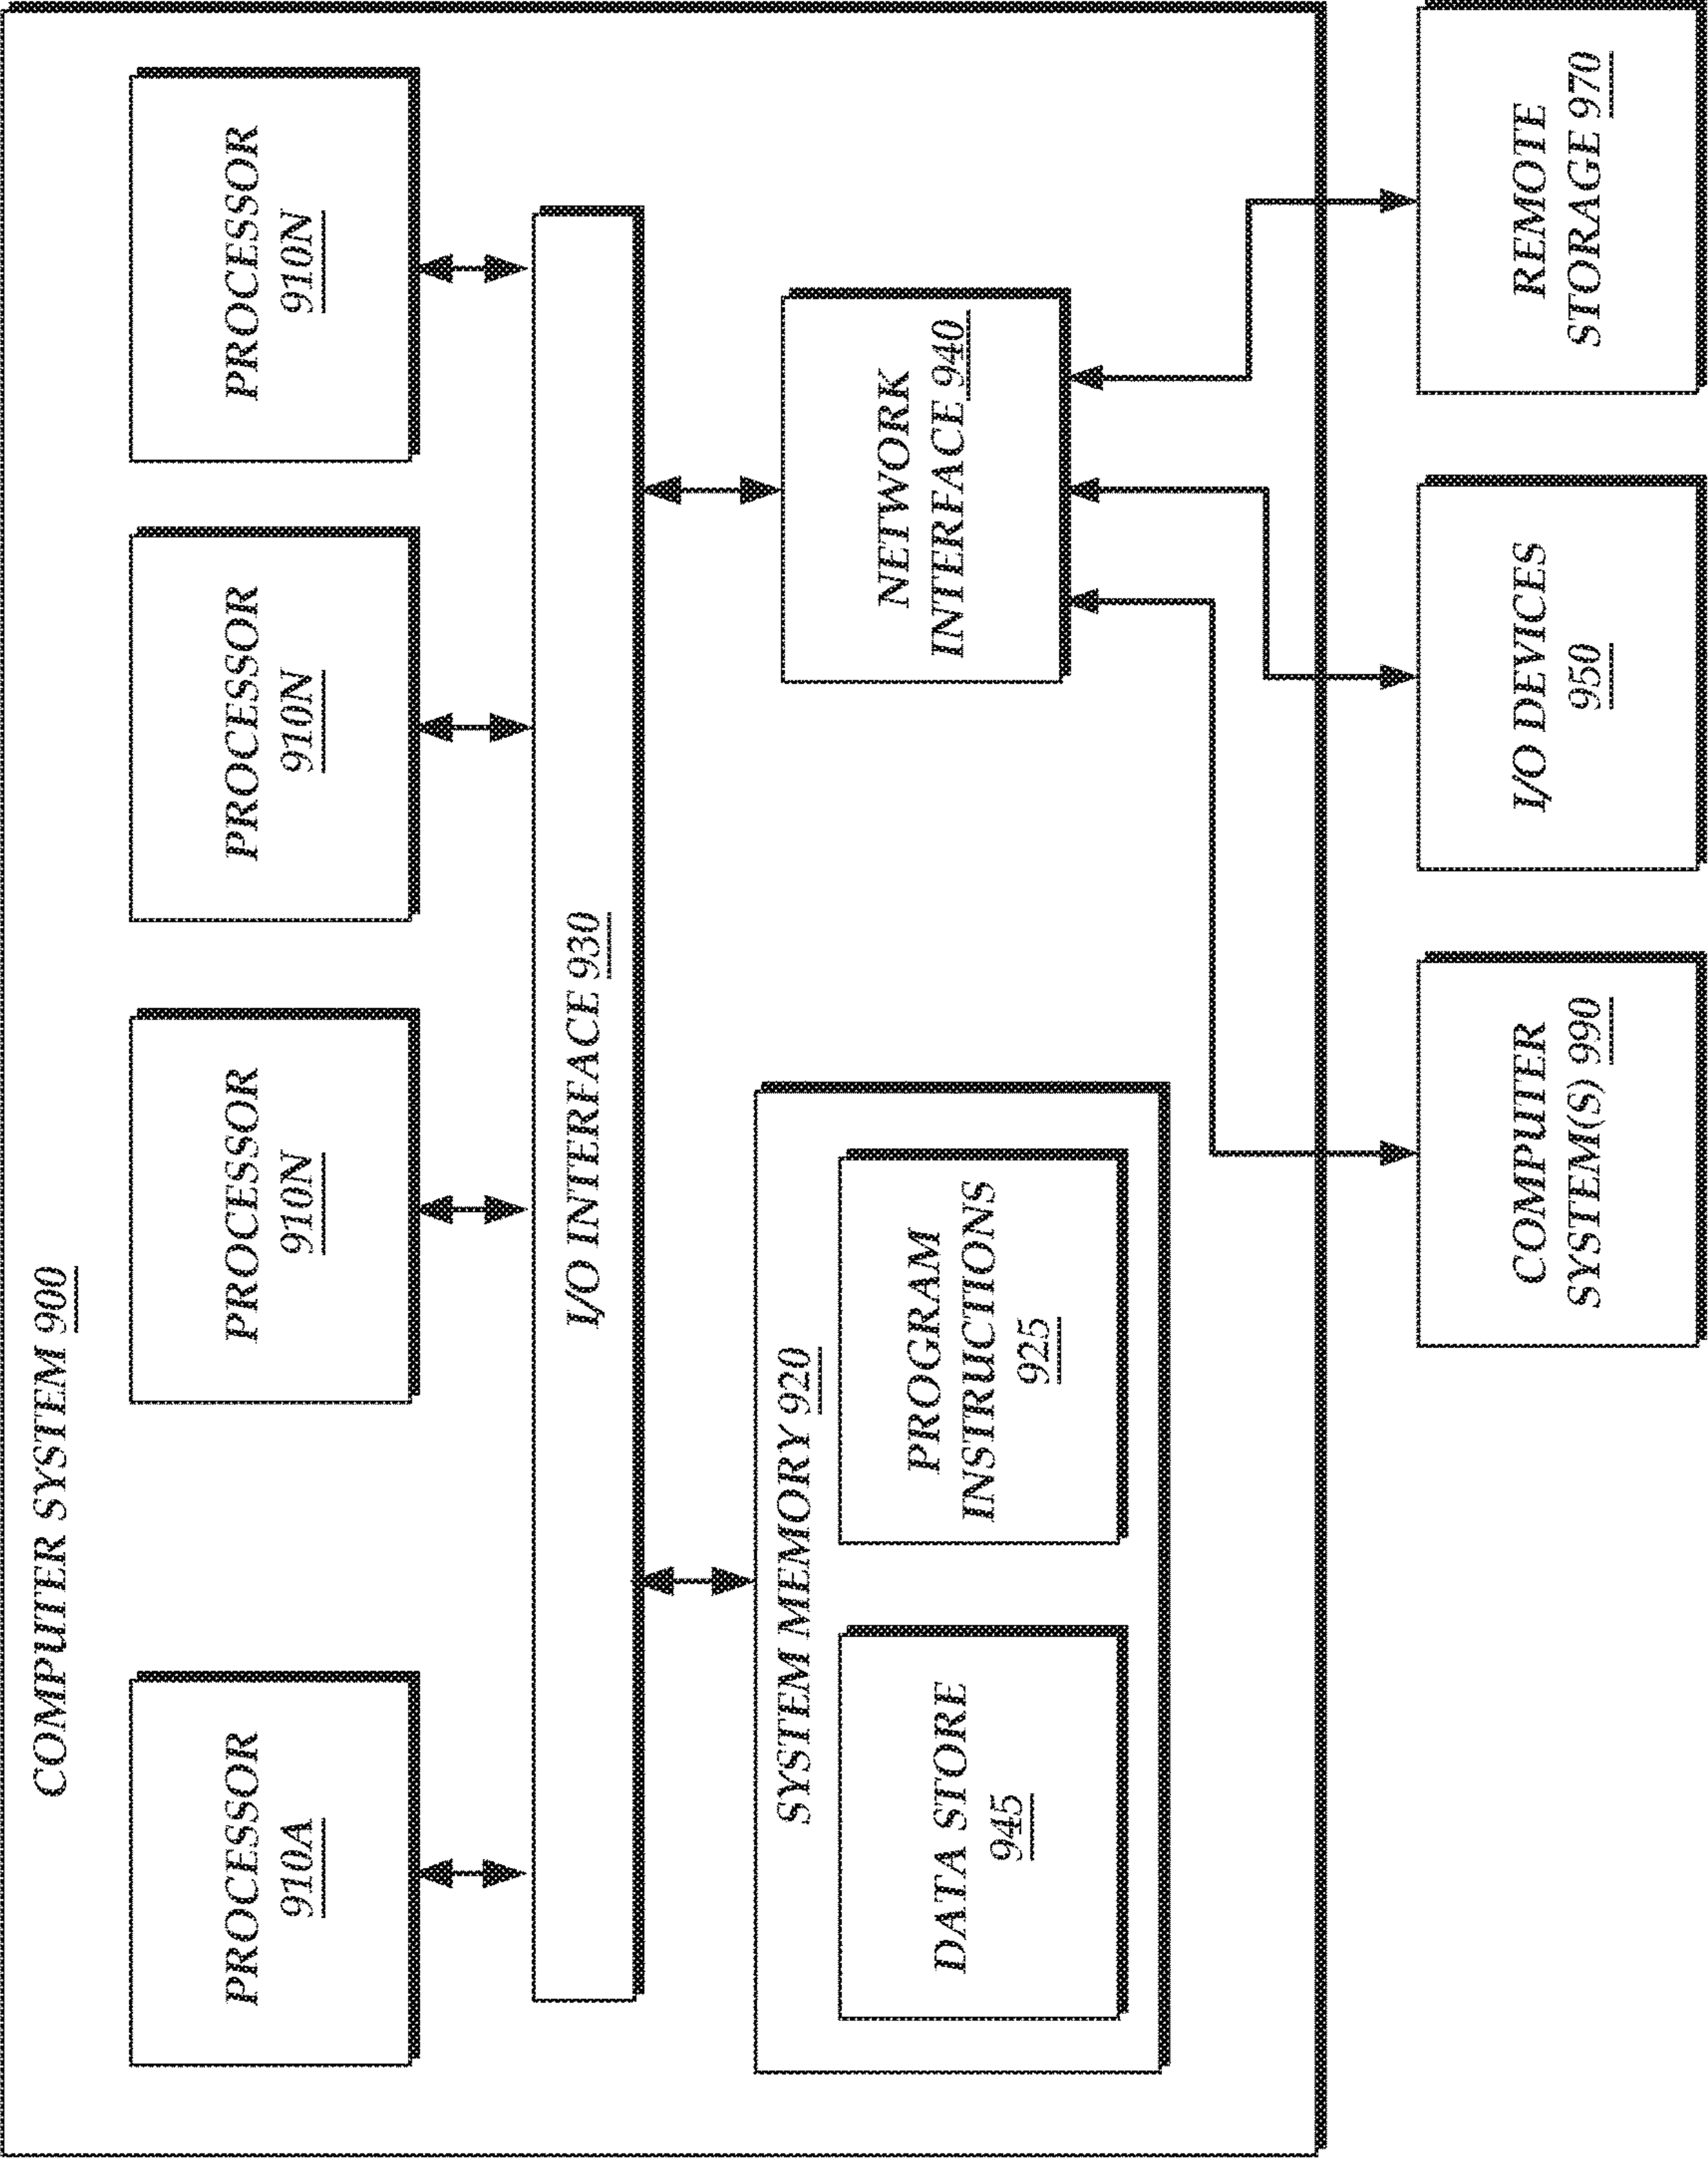 COMPUTER SYSTEM 900
PROCESSOR
910A
PROCESSOR
910N
PROCESSOR
910N
PROCESSOR
910N
I/O INTERFACE 930
SYSTEM MEMORY 920
DATA STORE
945
PROGRAM
INSTRUCTIONS
925
NETWORK
INTERFACE 940
COMPUTER
SYSTEM(S) 990
I/O DEVICES
950
REMOTE
STORAGE 970